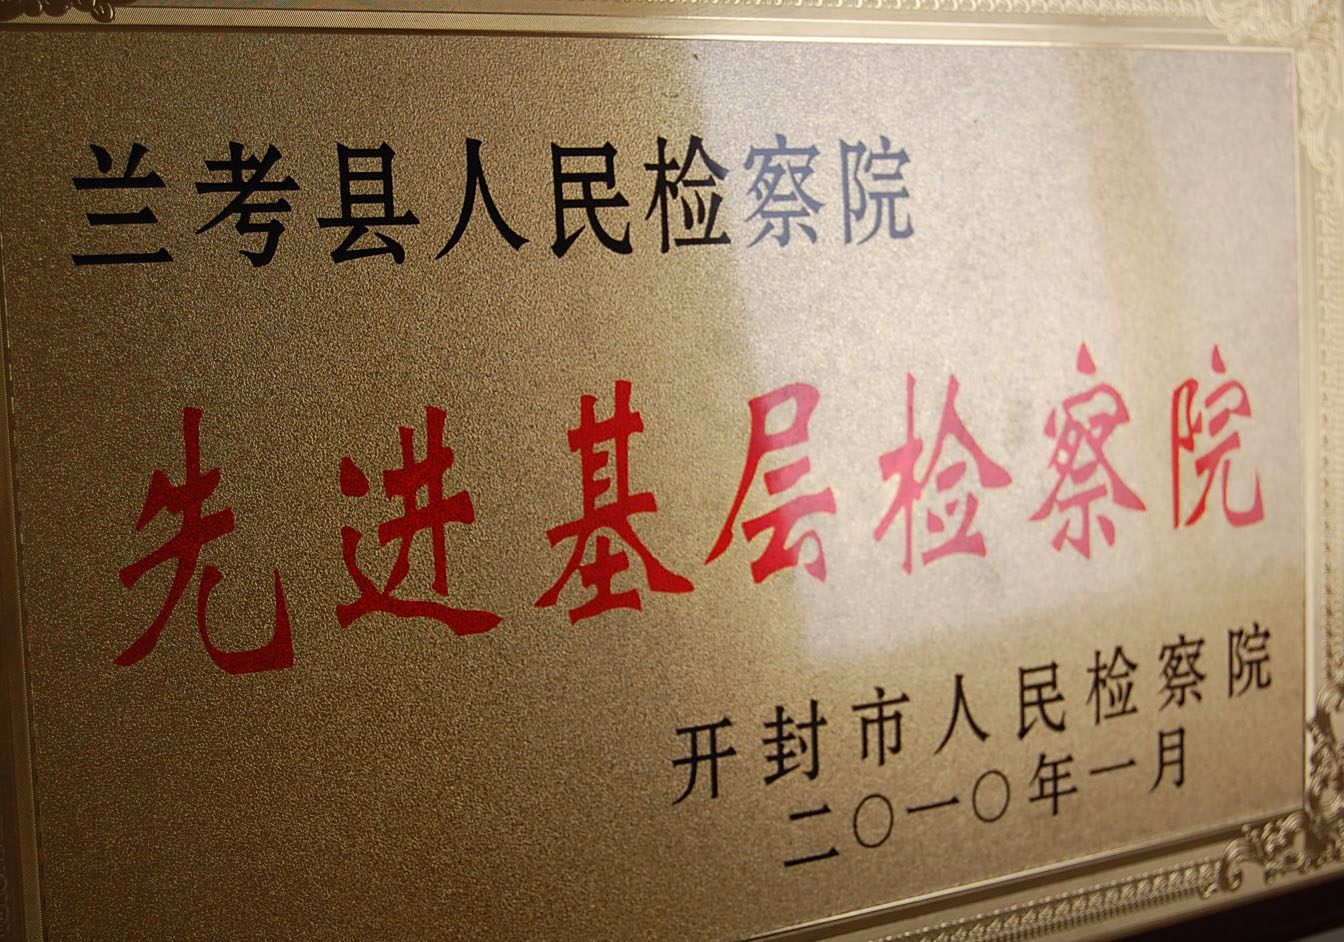 兰考县人民检察院
先进基层检察院
开封市人民检察院
二〇一〇年一月